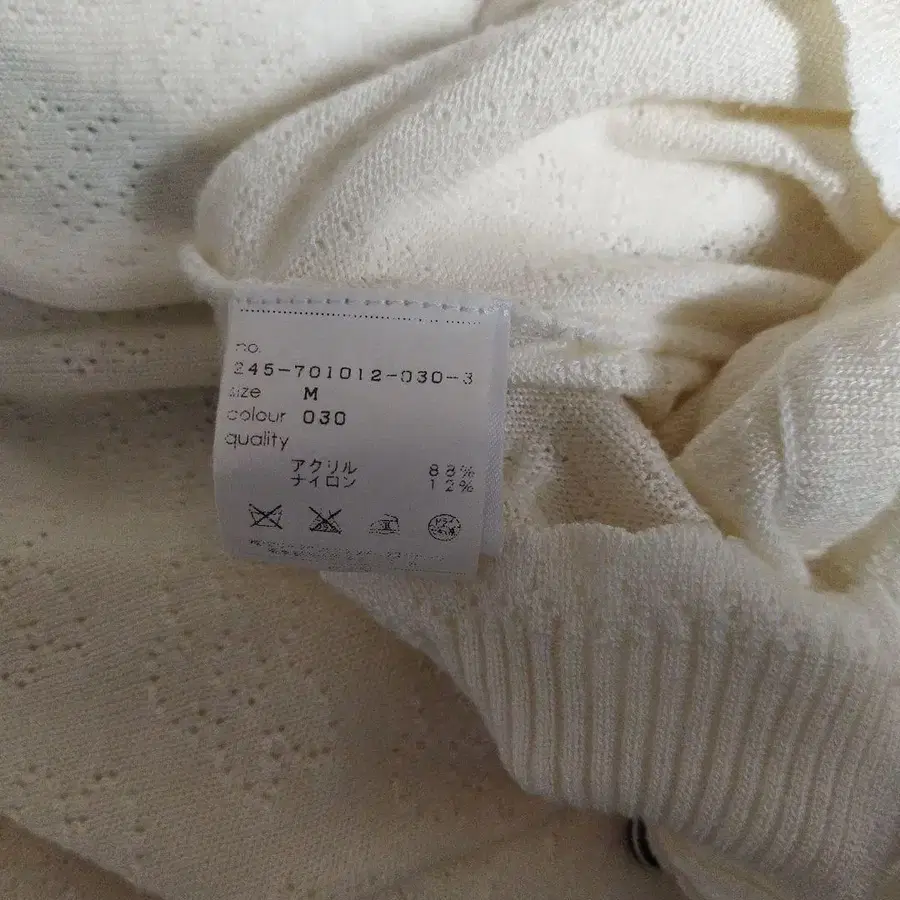 no.
245-701012-030-3
size M
colour 030
quality
アクリル 88%
ナイロン 12%